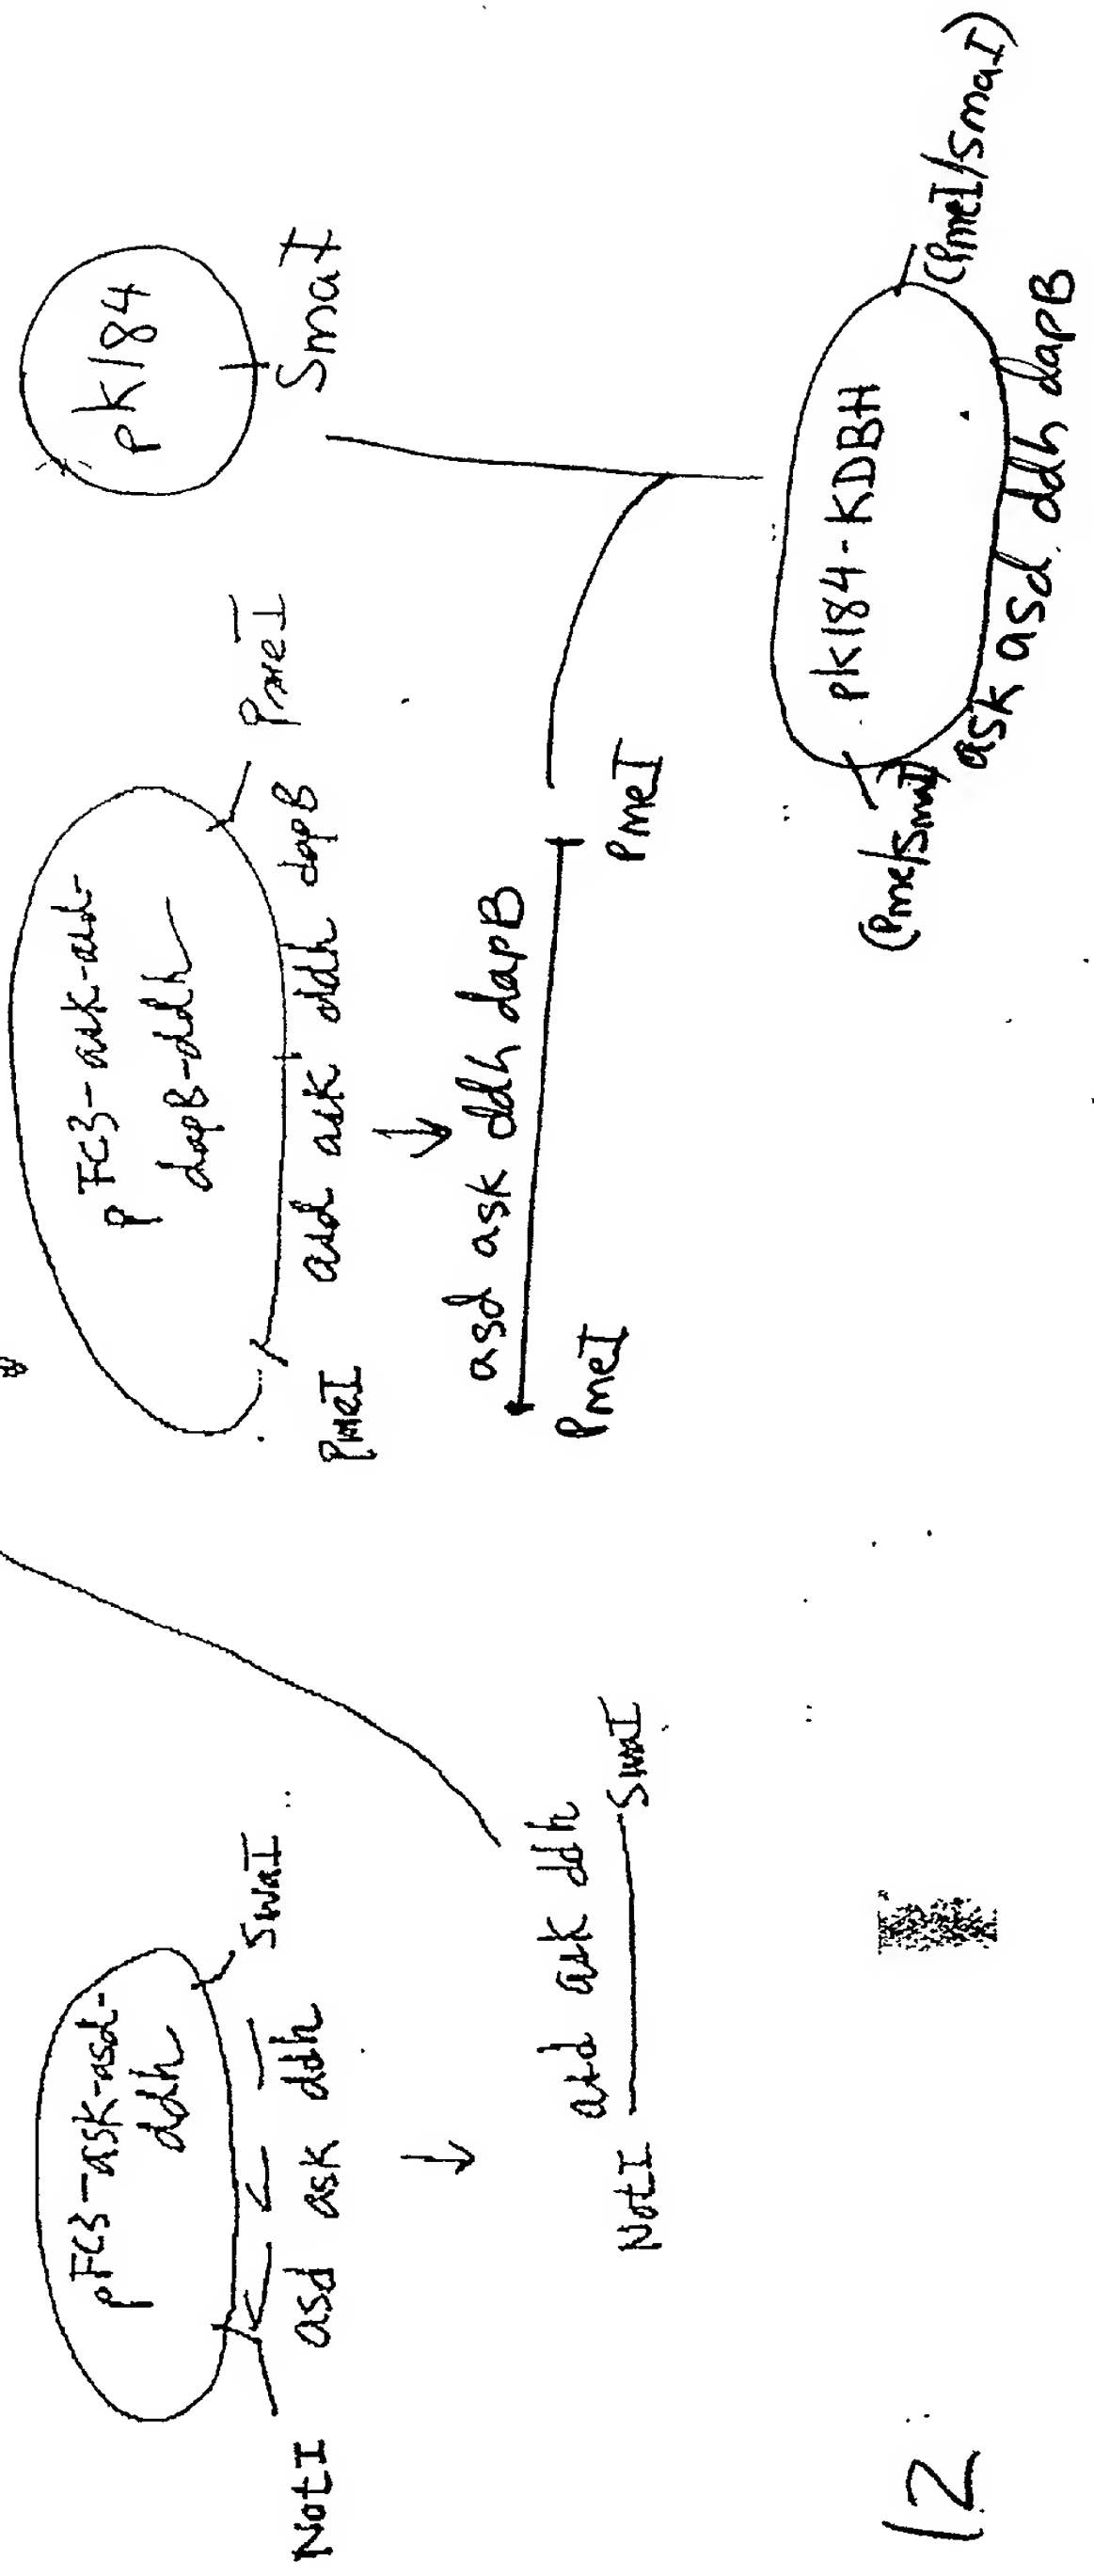 pFC3-ask-asd-
ddh
NotI
SwaI
asd ask ddh
asd ask ddh
NotI
SwaI
pFC3-ask-asd-
dapB-ddh
PmeI
PmeI
asd ask ddh dapB
asd ask ddh dapB
PmeI
PmeI
pK184
SmaI
pK184-KDBH
(Pme/SmaI)
(PmeI/SmaI)
ask asd ddh dapB
12